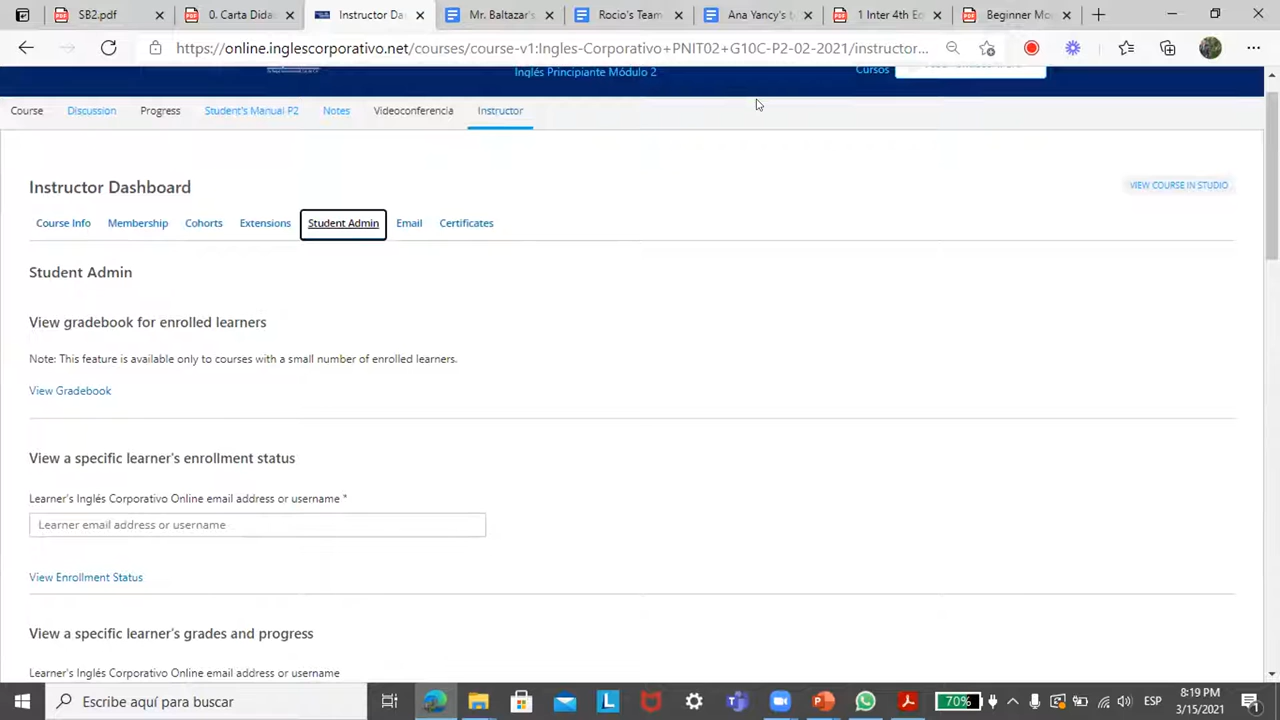 SB2.pdf
0. Carta Didas
Instructor Da
Mr. Baltazar's
Rocio's Team
Ana Yancy's t
1 Inter 4th Ed
Beginner Mo
https://online.inglescorporativo.net/courses/course-v1:Ingles-Corporativo+PNIT02+G10C-P2-02-2021/instructor...
Inglés Principiante Módulo 2
Cursos
Course
Discussion
Progress
Student's Manual P2
Notes
Videoconferencia
Instructor
Instructor Dashboard
VIEW COURSE IN STUDIO
Course Info
Membership
Cohorts
Extensions
Student Admin
Email
Certificates
Student Admin
View gradebook for enrolled learners
Note: This feature is available only to courses with a small number of enrolled learners.
View Gradebook
View a specific learner's enrollment status
Learner's Inglés Corporativo Online email address or username *
Learner email address or username
View Enrollment Status
View a specific learner's grades and progress
Learner's Inglés Corporativo Online email address or username
Escribe aquí para buscar
70%
ESP
8:19 PM
3/15/2021